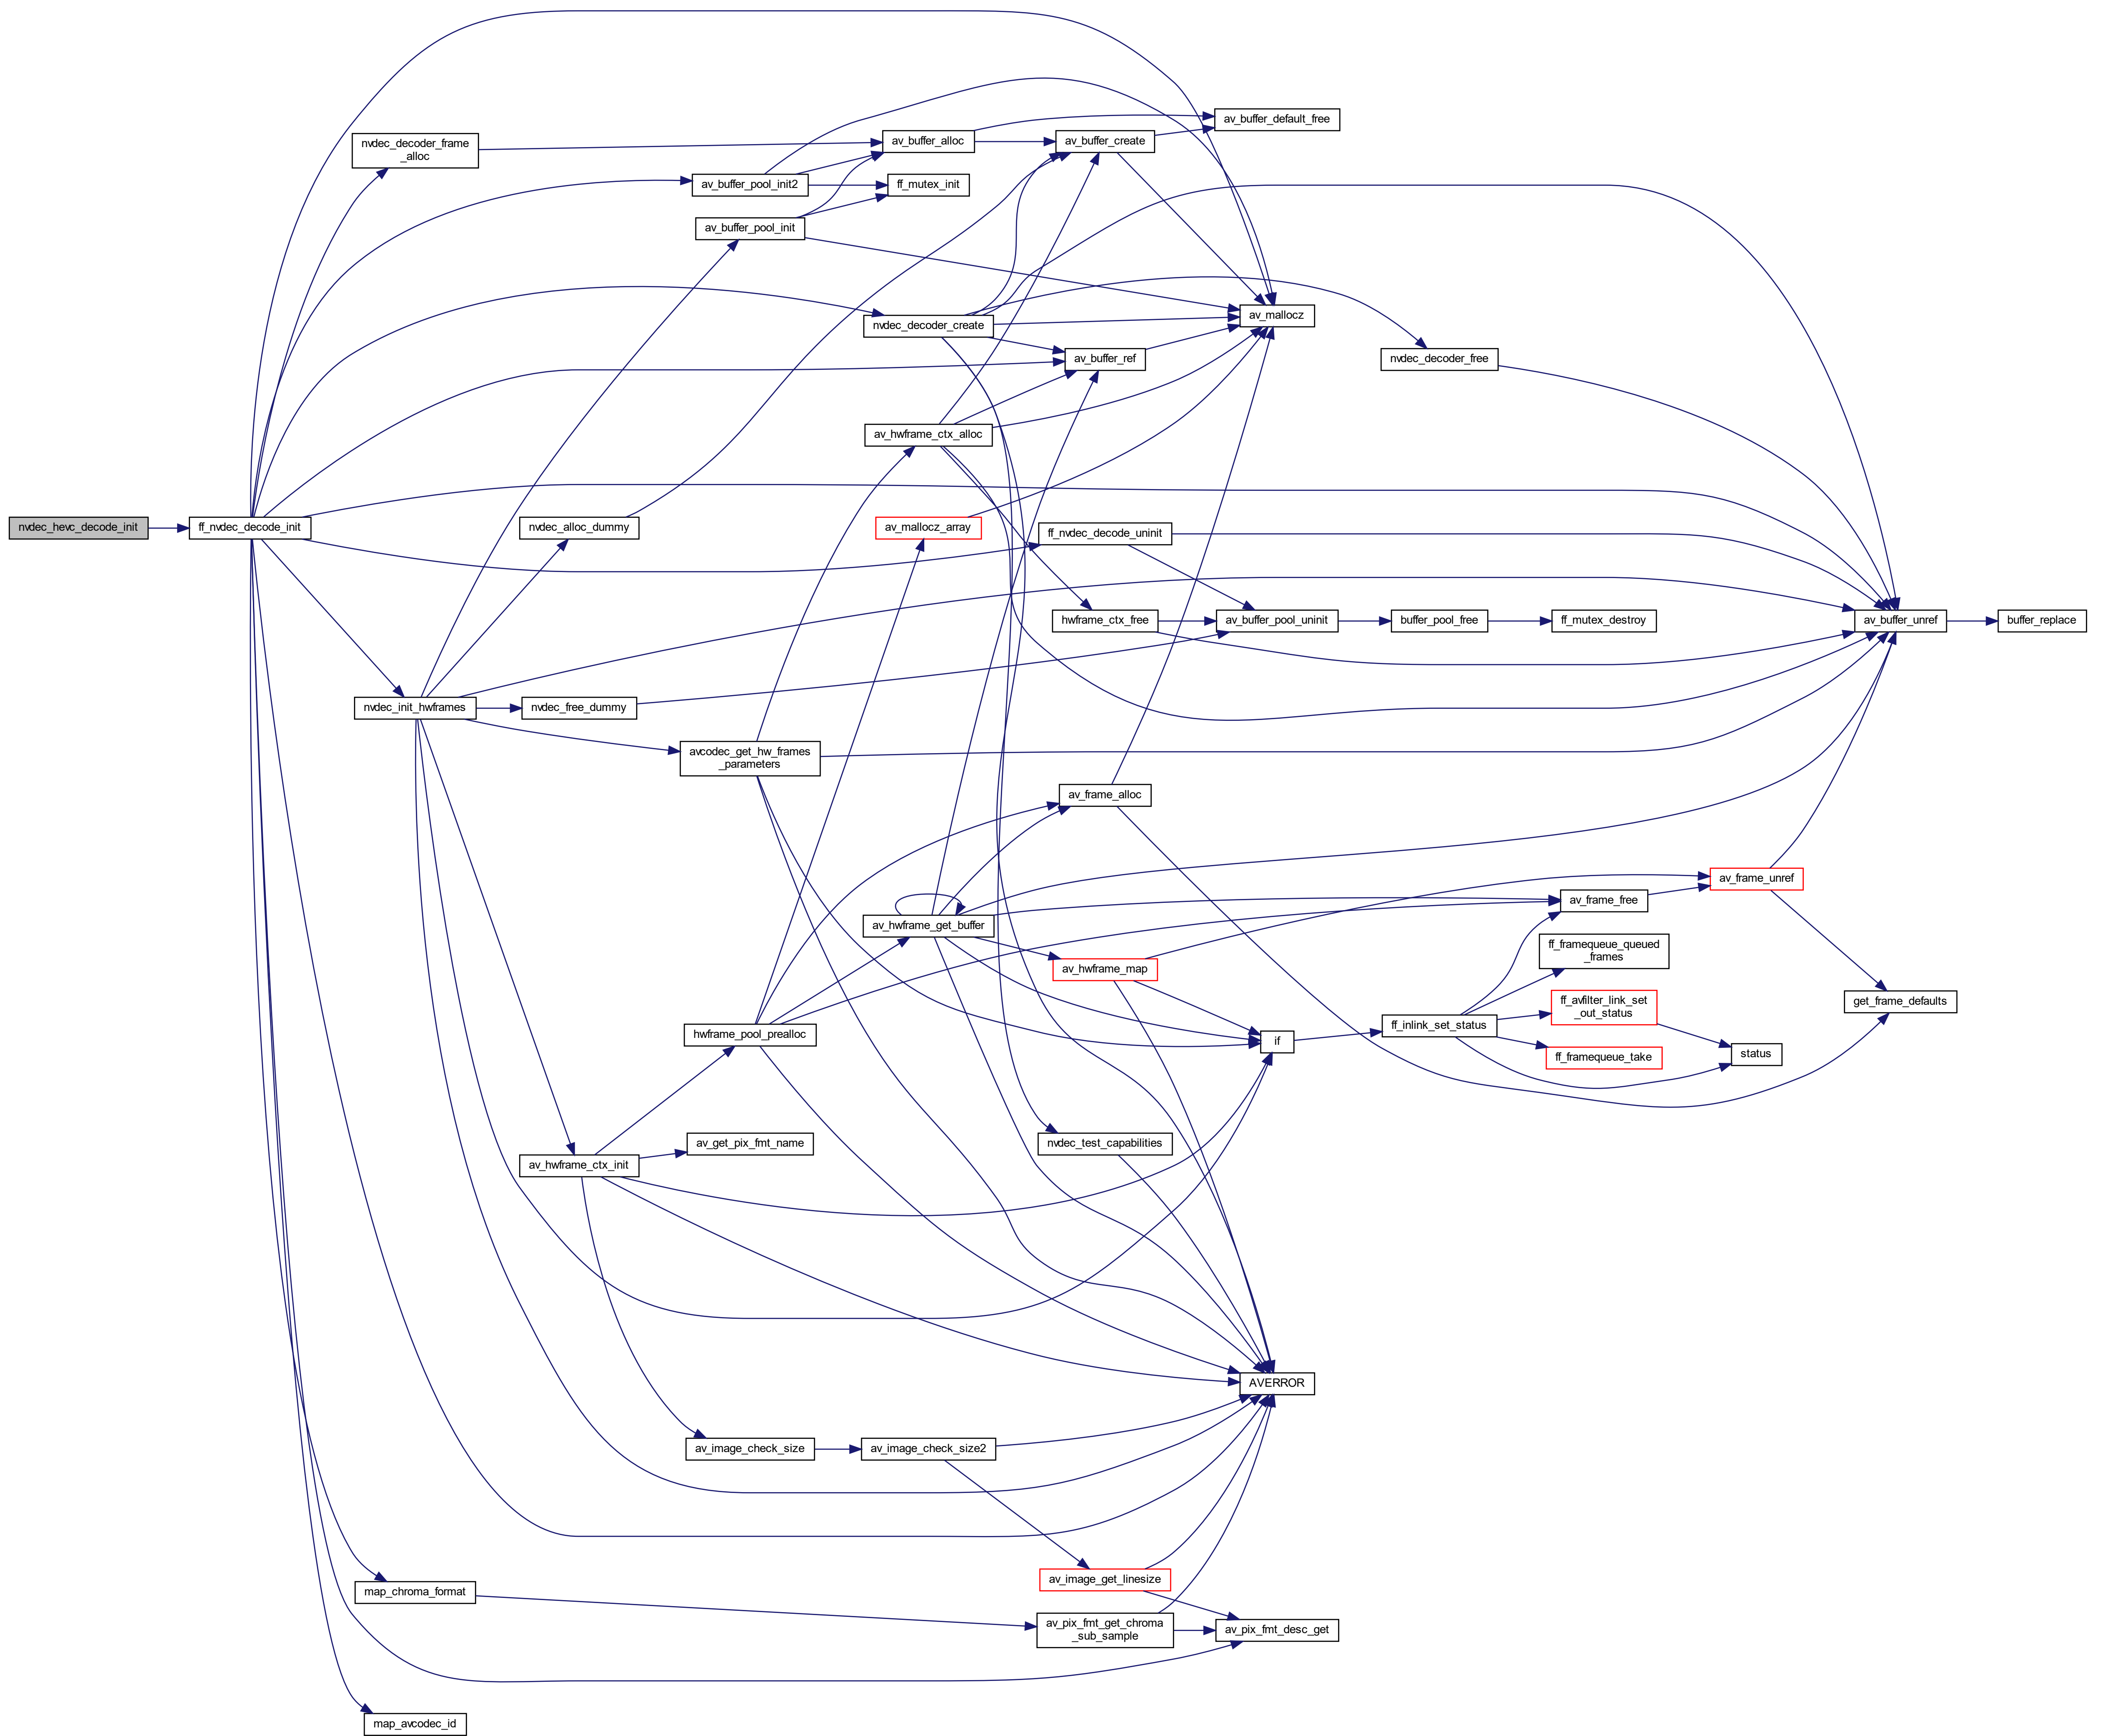 nvdec_hevc_decode_init
ff_nvdec_decode_init
nvdec_decoder_frame
_alloc
nvdec_init_hwframes
map_chroma_format
map_avcodec_id
nvdec_alloc_dummy
nvdec_free_dummy
av_hwframe_ctx_init
av_buffer_pool_init2
av_buffer_pool_init
avcodec_get_hw_frames
_parameters
hwframe_pool_prealloc
av_get_pix_fmt_name
av_image_check_size
av_buffer_alloc
ff_mutex_init
nvdec_decoder_create
av_hwframe_ctx_alloc
av_mallocz_array
av_hwframe_get_buffer
av_image_check_size2
av_buffer_create
av_buffer_ref
ff_nvdec_decode_uninit
hwframe_ctx_free
av_frame_alloc
av_hwframe_map
nvdec_test_capabilities
av_image_get_linesize
av_pix_fmt_get_chroma
_sub_sample
av_buffer_default_free
av_mallocz
av_buffer_pool_uninit
if
AVERROR
av_pix_fmt_desc_get
nvdec_decoder_free
buffer_pool_free
ff_inlink_set_status
ff_mutex_destroy
av_frame_free
ff_framequeue_queued
_frames
ff_avfilter_link_set
_out_status
ff_framequeue_take
av_frame_unref
status
av_buffer_unref
get_frame_defaults
buffer_replace